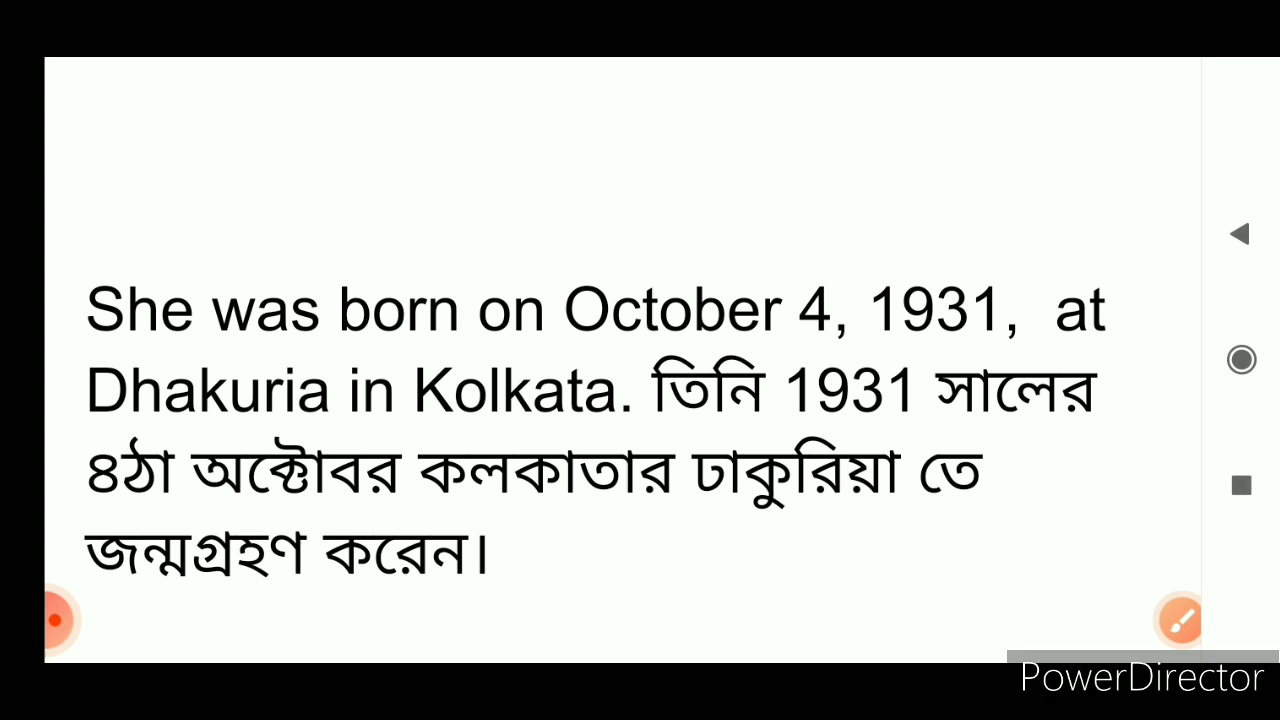 She was born on October 4, 1931,  at
Dhakuria in Kolkata. তিনি 1931 সালের
৪ঠা অক্টোবর কলকাতার ঢাকুরিয়া তে
জন্মগ্রহণ করেন।
PowerDirector